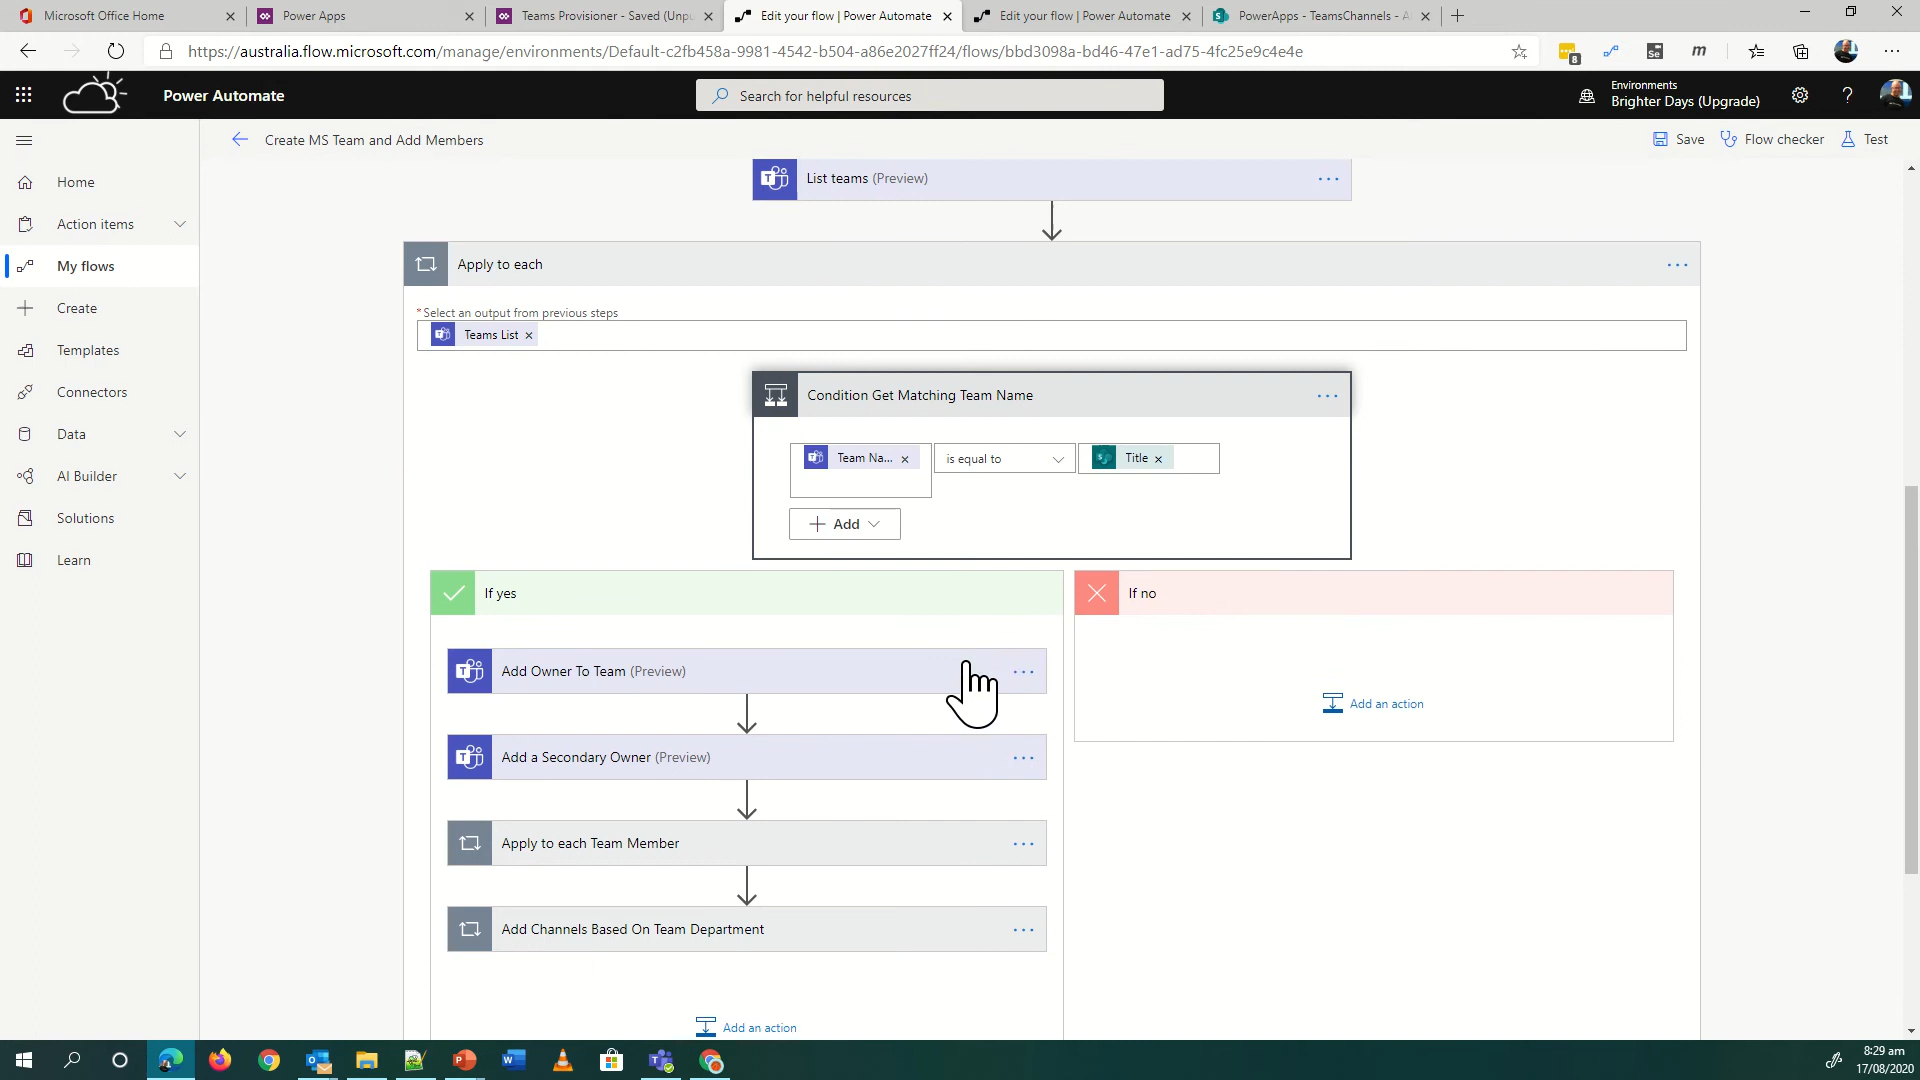 Microsoft Office Home
Power Apps
Teams Provisioner - Saved (Unpu
Edit your flow | Power Automate
Edit your flow | Power Automate
PowerApps - TeamsChannels - A
https://australia.flow.microsoft.com/manage/environments/Default-c2fb458a-9981-4542-b504-a86e2027ff24/flows/bbd3098a-bd46-47e1-ad75-4fc25e9c4e4e
8
Se
m
Power Automate
Search for helpful resources
Environments
Brighter Days (Upgrade)
?
Create MS Team and Add Members
Save
Flow checker
Test
Home
Action items
My flows
Create
Templates
Connectors
Data
AI Builder
Solutions
Learn
List teams (Preview)
Apply to each
* Select an output from previous steps
Teams List
Condition Get Matching Team Name
Team Na...
is equal to
Title
Add
If yes
If no
Add Owner To Team (Preview)
Add an action
Add a Secondary Owner (Preview)
Apply to each Team Member
Add Channels Based On Team Department
Add an action
8:29 am
17/08/2020